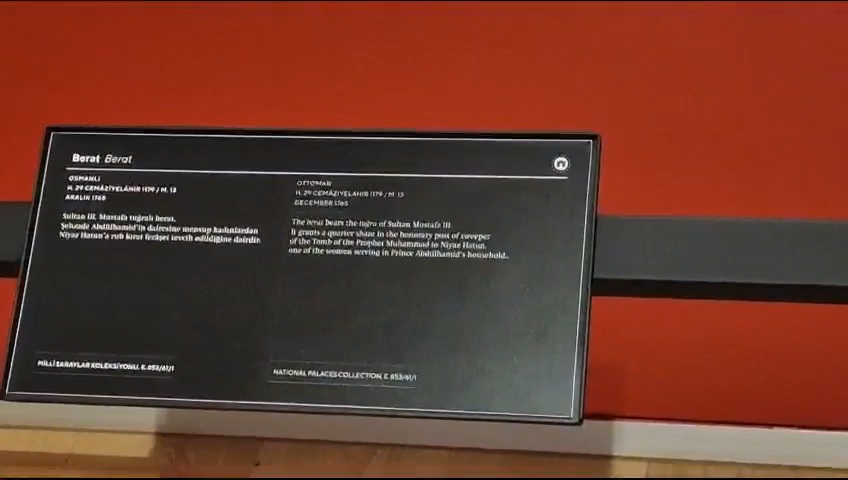 Berat Berat
OSMANLI
H. 29 CEMÂZİYELÂHIR 1179 / M. 13
ARALIK 1765
Sultan III. Mustafa tuğralı berat.
Şehzade Abdülhamid'in dairesine mensup kadınlardan
Niyaz Hatun'a rub kırat ferâşet tevcih edildiğine dairdir.
MİLLİ SARAYLAR KOLEKSİYONU, E.853/61/1
OTTOMAN
H. 29 CEMÂZİYELÂHIR 1179 / M. 13
DECEMBER 1765
The berat bears the tuğra of Sultan Mustafa III.
It grants a quarter share in the honorary post of sweeper
of the Tomb of the Prophet Muhammad to Niyaz Hatun,
one of the women serving in Prince Abdülhamid's household.
NATIONAL PALACES COLLECTION, E.853/61/1